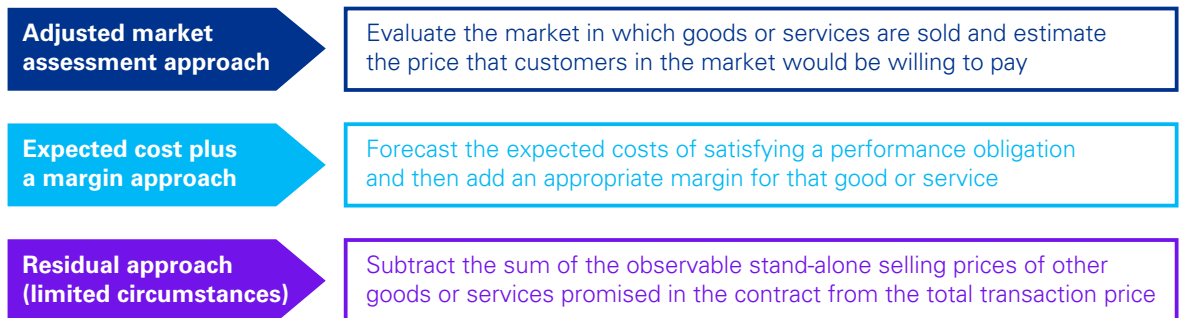 Adjusted market
assessment approach
Evaluate the market in which goods or services are sold and estimate
the price that customers in the market would be willing to pay
Expected cost plus
a margin approach
Forecast the expected costs of satisfying a performance obligation
and then add an appropriate margin for that good or service
Residual approach
(limited circumstances)
Subtract the sum of the observable stand-alone selling prices of other
goods or services promised in the contract from the total transaction price